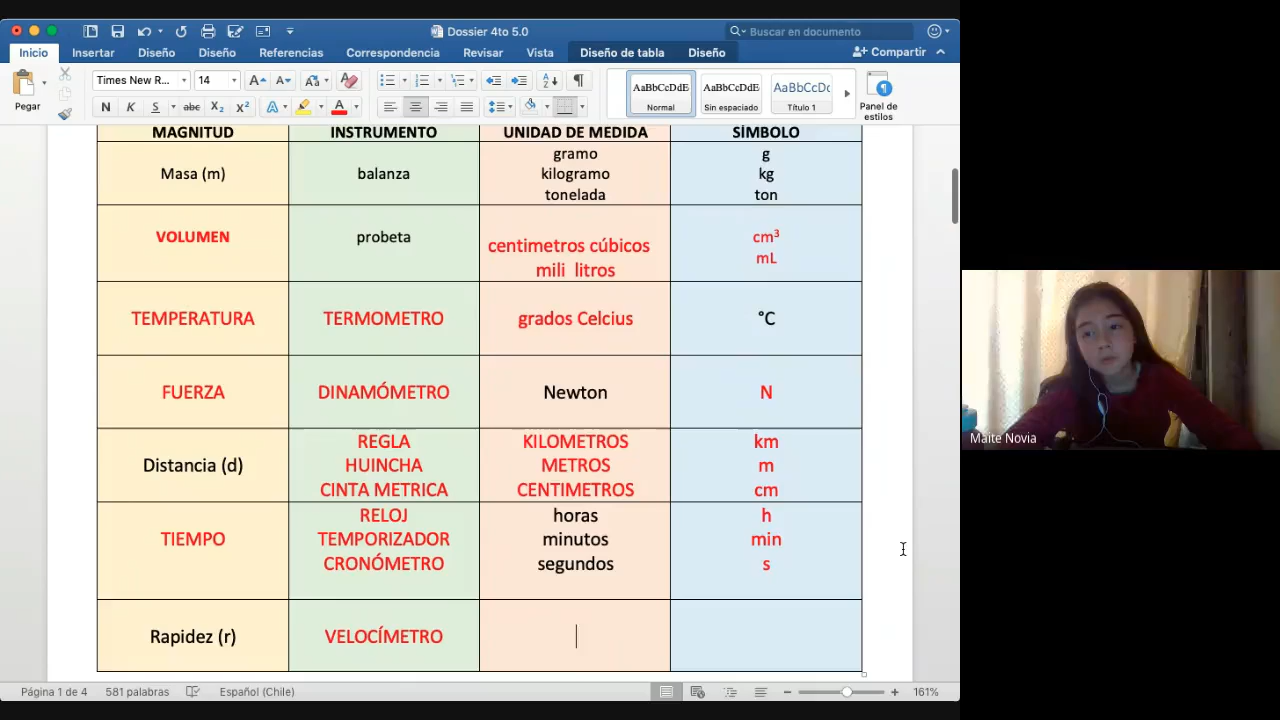 Dossier 4to 5.0
Buscar en documento
Inicio Insertar Diseño Diseño Referencias Correspondencia Revisar Vista Diseño de tabla Diseño Compartir
Pegar
Times New R... 14
N K S abc X₂ X²
AaBbCcDdE AaBbCcDdE AaBbCcDc
Normal Sin espaciado Título 1
Panel de
estilos
MAGNITUD INSTRUMENTO UNIDAD DE MEDIDA SÍMBOLO
Masa (m) balanza
gramo
kilogramo
tonelada
g
kg
ton
VOLUMEN probeta
centimetros cúbicos
mili litros
cm³
mL
TEMPERATURA TERMOMETRO grados Celcius °C
FUERZA DINAMÓMETRO Newton N
Distancia (d)
REGLA
HUINCHA
CINTA METRICA
KILOMETROS
METROS
CENTIMETROS
km
m
cm
TIEMPO
RELOJ
TEMPORIZADOR
CRONÓMETRO
horas
minutos
segundos
h
min
s
Rapidez (r) VELOCÍMETRO
Página 1 de 4 581 palabras Español (Chile) 161%
Maite Novia